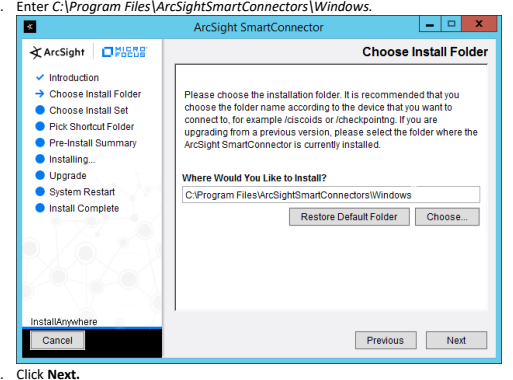 . Enter C:\Program Files\ArcSightSmartConnectors\Windows.
ArcSight SmartConnector
ArcSight MICRO FOCUS
Choose Install Folder
Introduction
Choose Install Folder
Choose Install Set
Pick Shortcut Folder
Pre-Install Summary
Installing...
Upgrade
System Restart
Install Complete
Please choose the installation folder. It is recommended that you
choose the folder name according to the device that you want to
connect to, for example /ciscoids or /checkpointng. If you are
upgrading from a previous version, please select the folder where the
ArcSight SmartConnector is currently installed.
Where Would You Like to Install?
C:\Program Files\ArcSightSmartConnectors\Windows
Restore Default Folder Choose...
InstallAnywhere
Cancel Previous Next
. Click Next.